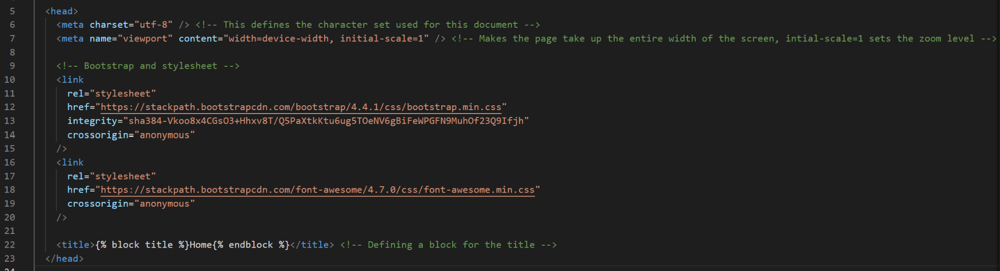 5 <head>
6 <meta charset="utf-8" /> <!-- This defines the character set used for this document -->
7 <meta name="viewport" content="width=device-width, initial-scale=1" /> <!-- Makes the page take up the entire width of the screen, intial-scale=1 sets the zoom level -->
8
9 <!-- Bootstrap and stylesheet -->
10 <link
11 rel="stylesheet"
12 href="https://stackpath.bootstrapcdn.com/bootstrap/4.4.1/css/bootstrap.min.css"
13 integrity="sha384-Vkoo8x4CGsO3+Hhxv8T/Q5PaXtkKtu6ug5TOeNV6gBiFeWPGFN9MuhOf23Q9Ifjh"
14 crossorigin="anonymous"
15 />
16 <link
17 rel="stylesheet"
18 href="https://stackpath.bootstrapcdn.com/font-awesome/4.7.0/css/font-awesome.min.css"
19 crossorigin="anonymous"
20 />
21
22 <title>{% block title %}Home{% endblock %}</title> <!-- Defining a block for the title -->
23 </head>